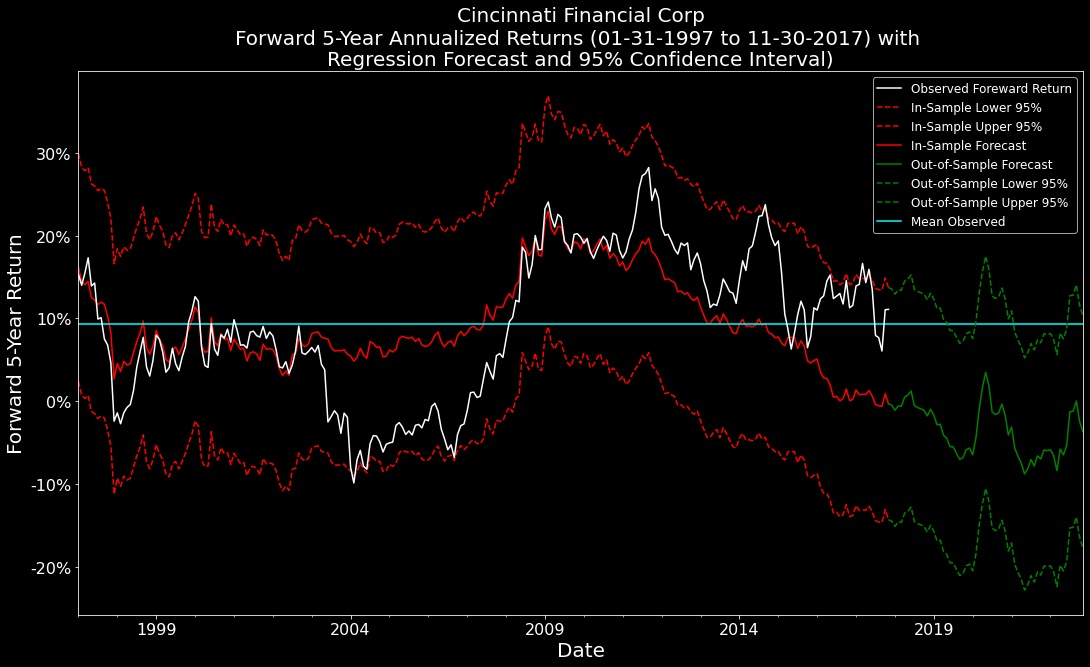 Cincinnati Financial Corp
Forward 5-Year Annualized Returns (01-31-1997 to 11-30-2017) with
Regression Forecast and 95% Confidence Interval)
Observed Foreward Return
In-Sample Lower 95%
In-Sample Upper 95%
In-Sample Forecast
Out-of-Sample Forecast
Out-of-Sample Lower 95%
Out-of-Sample Upper 95%
Mean Observed
Forward 5-Year Return
30%
20%
10%
0%
-10%
-20%
1999 2004 2009 2014 2019
Date